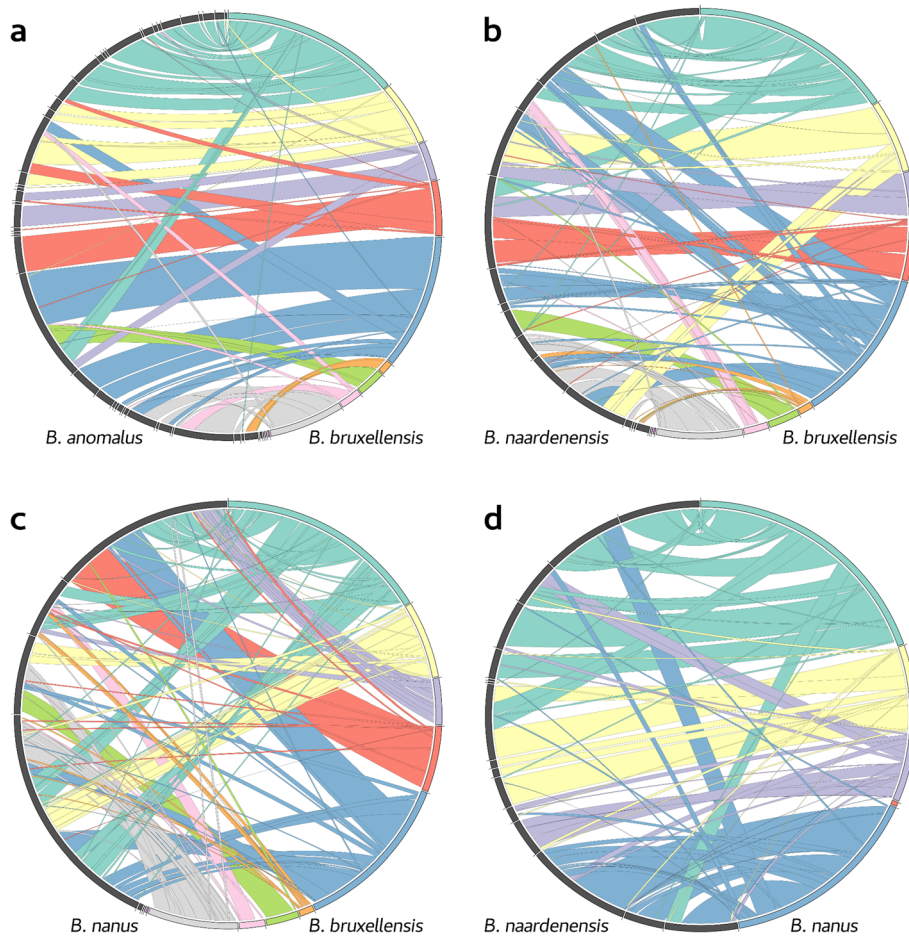 a
b
B. anomalus
B. bruxellensis
B. naardenensis
B. bruxellensis
c
d
B. nanus
B. bruxellensis
B. naardenensis
B. nanus